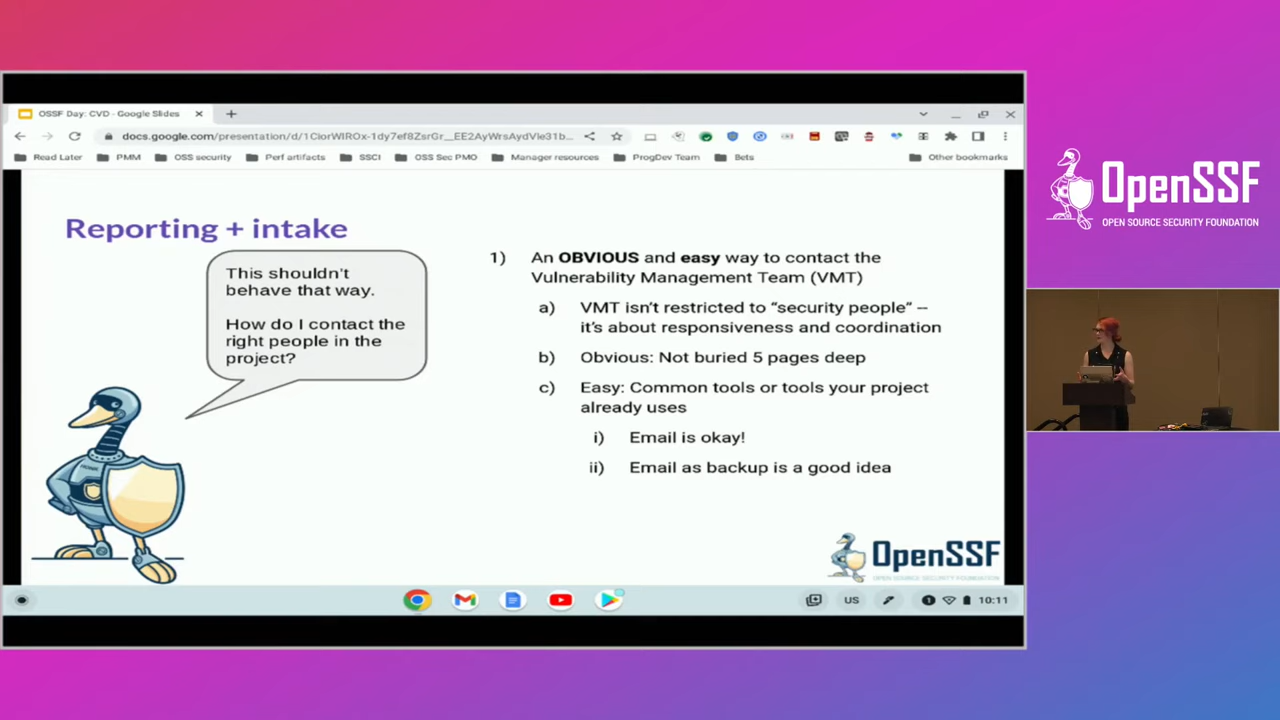 OSSF Day: CVD - Google Slides
Read Later
PMM
OSS security
Perf artifacts
SSCI
OSS Sec PMO
Manager resources
ProgDev Team
Bets
Other bookmarks
Reporting + intake
This shouldn't
behave that way.
How do I contact the
right people in the
project?
1) An OBVIOUS and easy way to contact the
Vulnerability Management Team (VMT)
a) VMT isn't restricted to "security people" --
it's about responsiveness and coordination
b) Obvious: Not buried 5 pages deep
c) Easy: Common tools or tools your project
already uses
i) Email is okay!
ii) Email as backup is a good idea
OpenSSF
OPEN SOURCE SECURITY FOUNDATION
US
10:11
OpenSSF
OPEN SOURCE SECURITY FOUNDATION